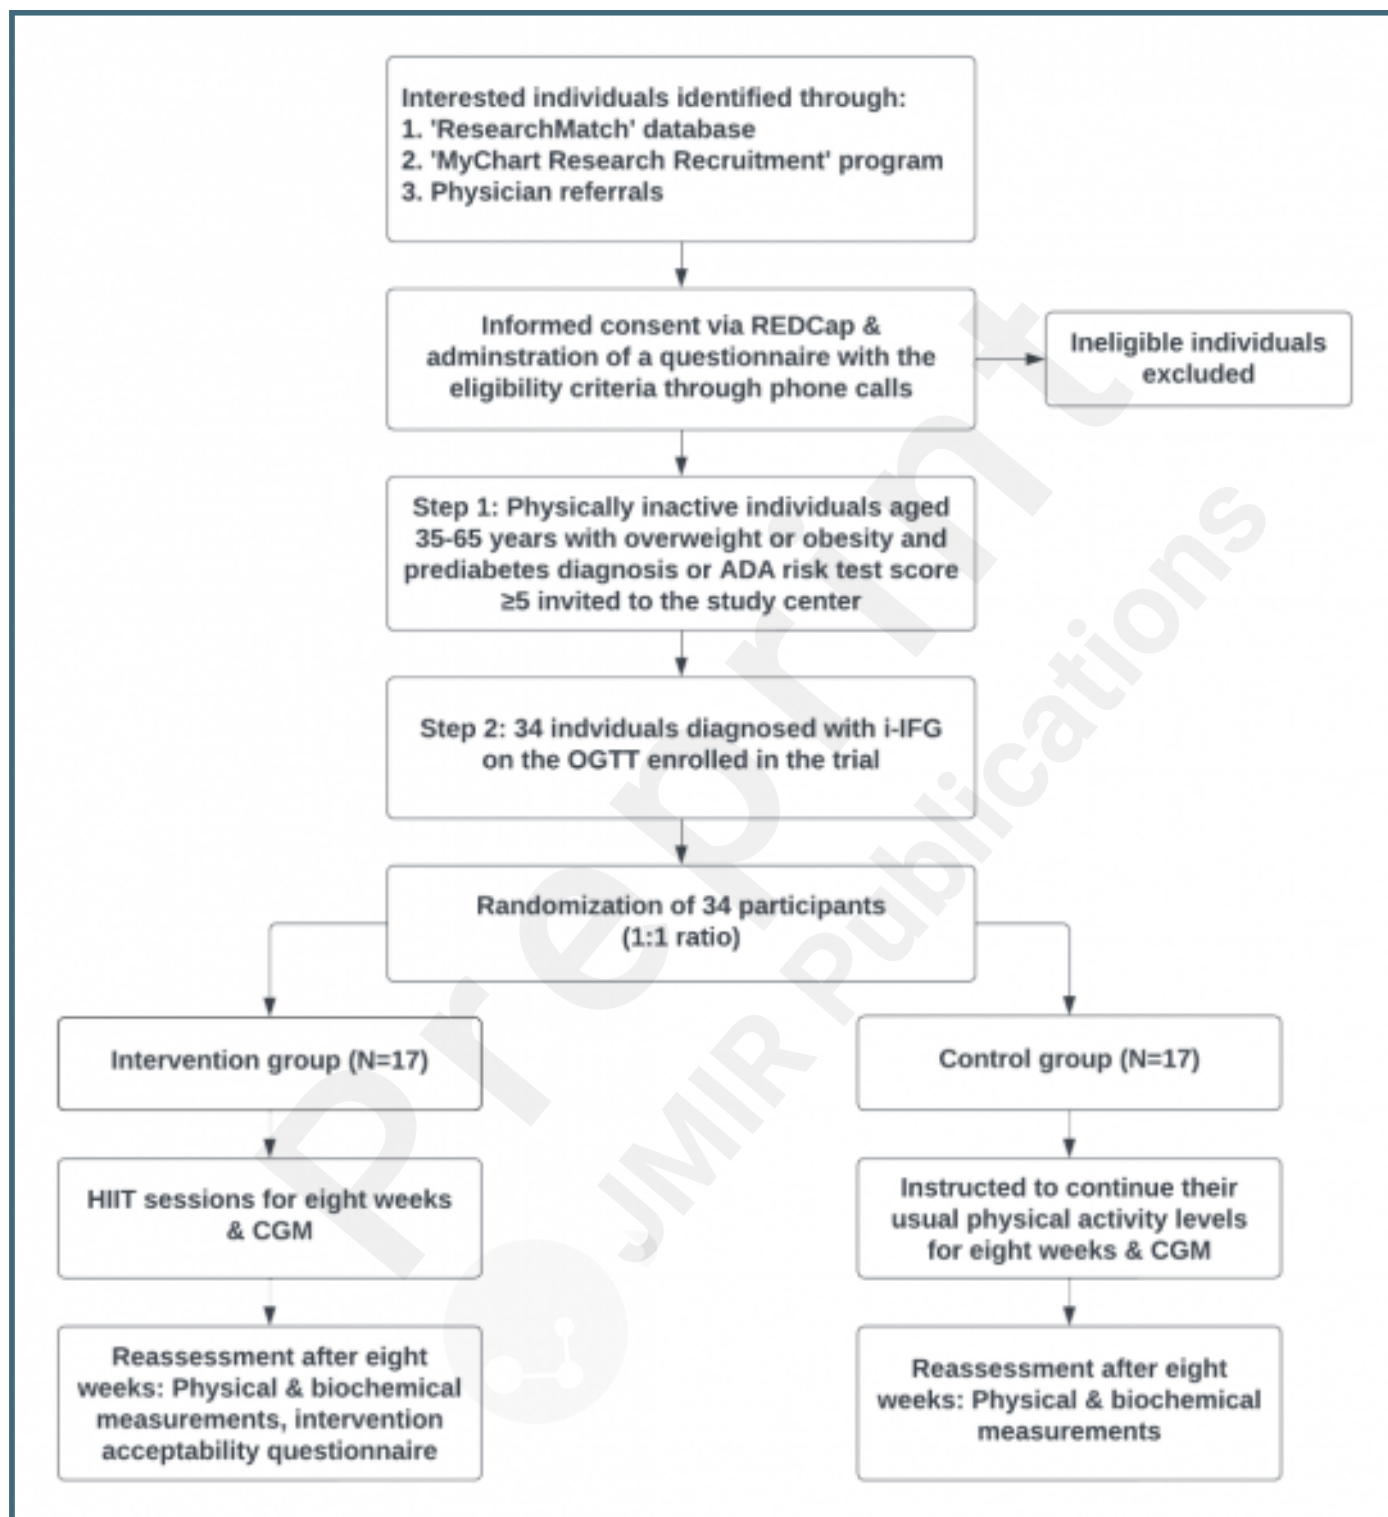 Interested individuals identified through:
1. 'ResearchMatch' database
2. 'MyChart Research Recruitment' program
3. Physician referrals
Informed consent via REDCap &
adminstration of a questionnaire with the
eligibility criteria through phone calls
Ineligible individuals
excluded
Step 1: Physically inactive individuals aged
35-65 years with overweight or obesity and
prediabetes diagnosis or ADA risk test score
≥5 invited to the study center
Step 2: 34 indviduals diagnosed with i-IFG
on the OGTT enrolled in the trial
Randomization of 34 participants
(1:1 ratio)
Intervention group (N=17)
Control group (N=17)
HIIT sessions for eight weeks
& CGM
Instructed to continue their
usual physical activity levels
for eight weeks & CGM
Reassessment after eight
weeks: Physical & biochemical
measurements, intervention
acceptability questionnaire
Reassessment after eight
weeks: Physical & biochemical
measurements
Preprint
JMIR Publications